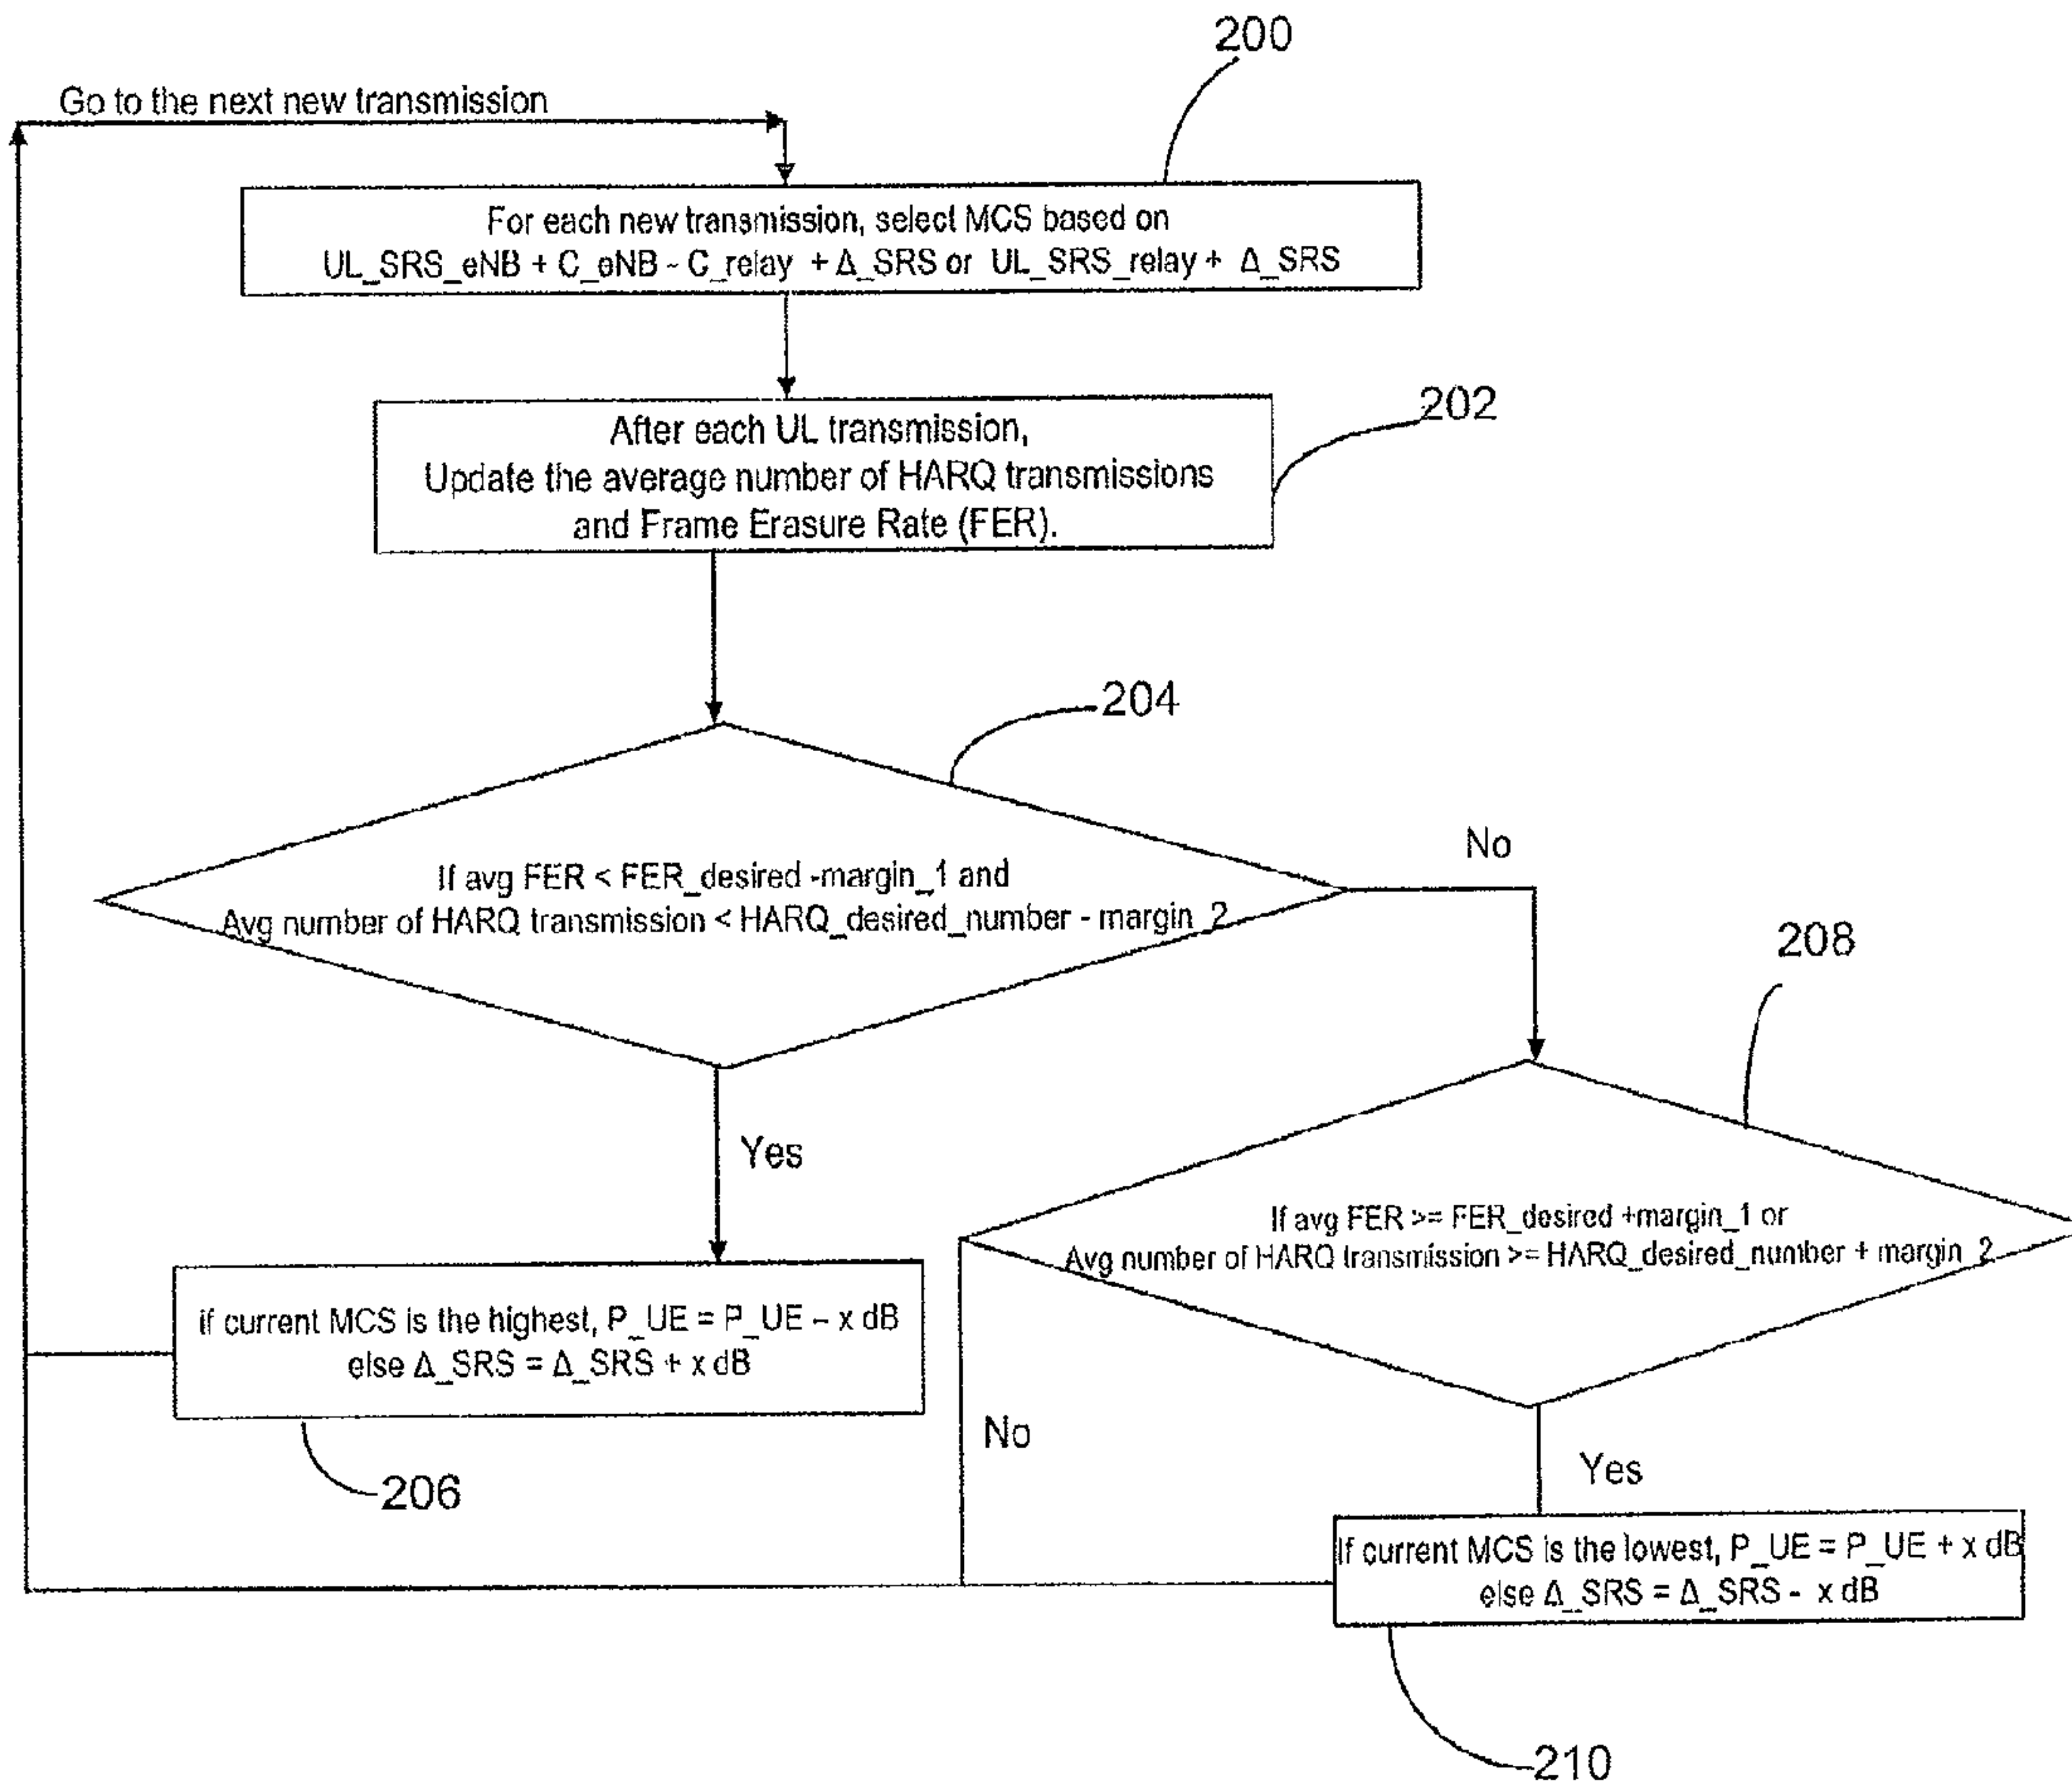 200
Go to the next new transmission
For each new transmission, select MCS based on
UL_SRS_eNB + C_eNB - C_relay + Δ_SRS or UL_SRS_relay + Δ_SRS
202
After each UL transmission,
Update the average number of HARQ transmissions
and Frame Erasure Rate (FER).
204
No
If avg FER < FER_desired -margin_1 and
Avg number of HARQ transmission < HARQ_desired_number - margin_2
208
Yes
If avg FER >= FER_desired +margin_1 or
Avg number of HARQ transmission >= HARQ_desired_number + margin_2
if current MCS is the highest, P_UE = P_UE – x dB
else Δ_SRS = Δ_SRS + x dB
No
Yes
206
If current MCS is the lowest, P_UE = P_UE + x dB
else Δ_SRS = Δ_SRS - x dB
210